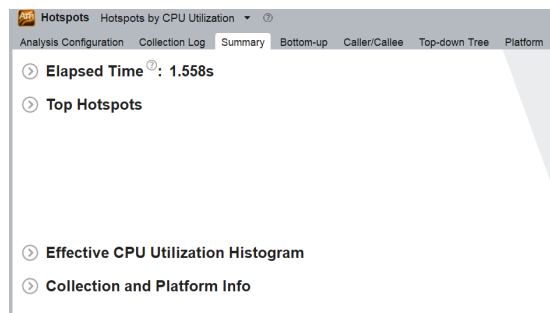 Hotspots Hotspots by CPU Utilization
Analysis Configuration Collection Log Summary Bottom-up Caller/Callee Top-down Tree Platform
Elapsed Time ?: 1.558s
Top Hotspots
Effective CPU Utilization Histogram
Collection and Platform Info